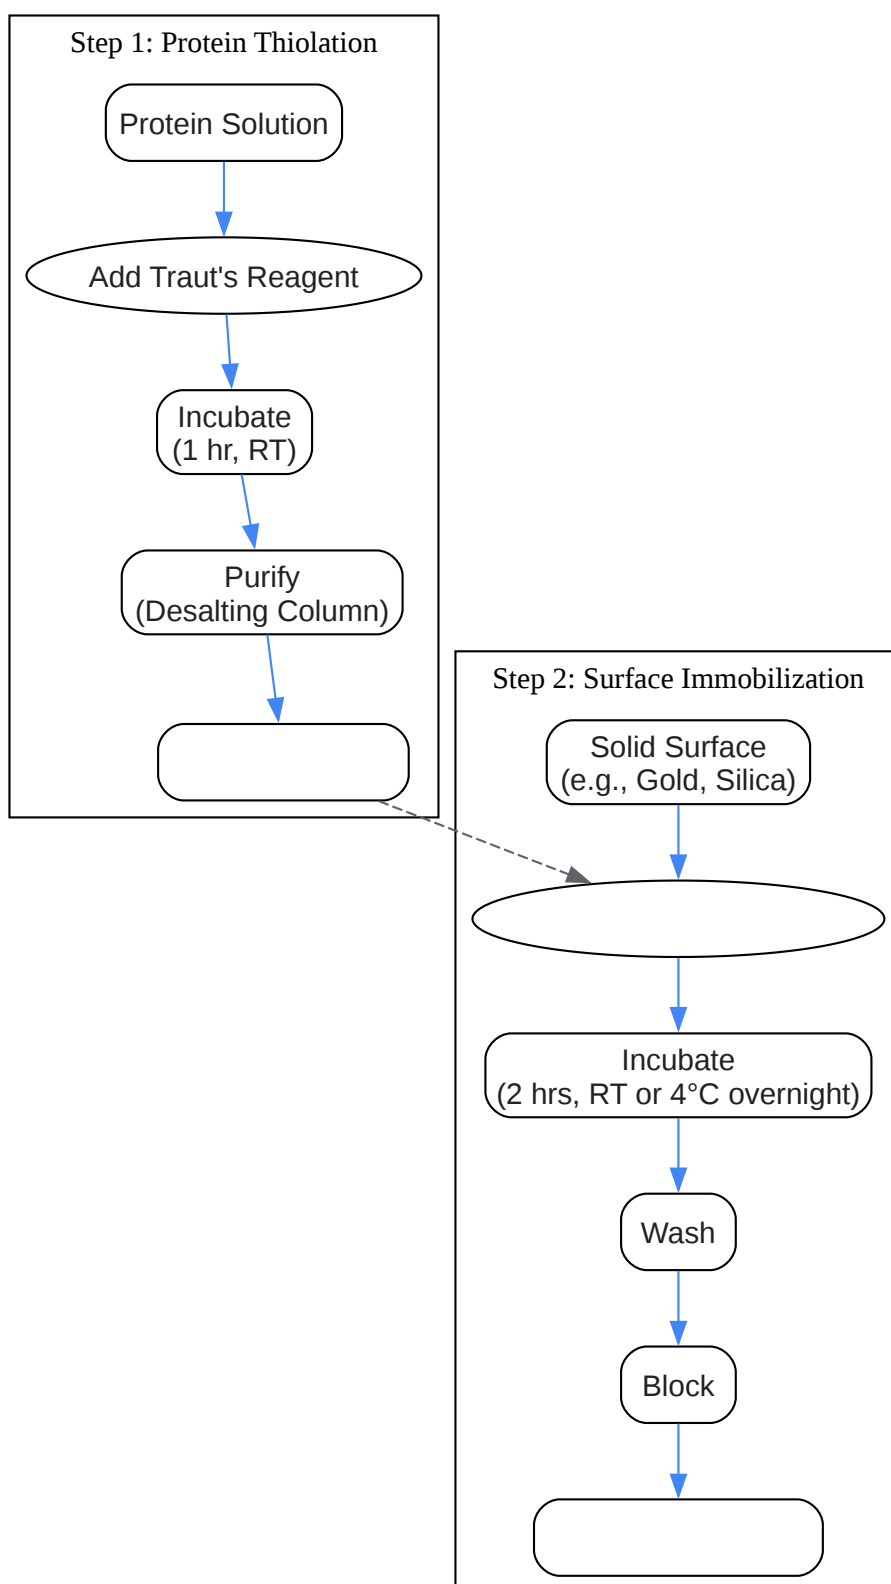 Step 1: Protein Thiolation
Protein Solution
Add Traut's Reagent
Incubate
(1 hr, RT)
Purify
(Desalting Column)
Step 2: Surface Immobilization
Solid Surface
(e.g., Gold, Silica)
Incubate
(2 hrs, RT or 4°C overnight)
Wash
Block